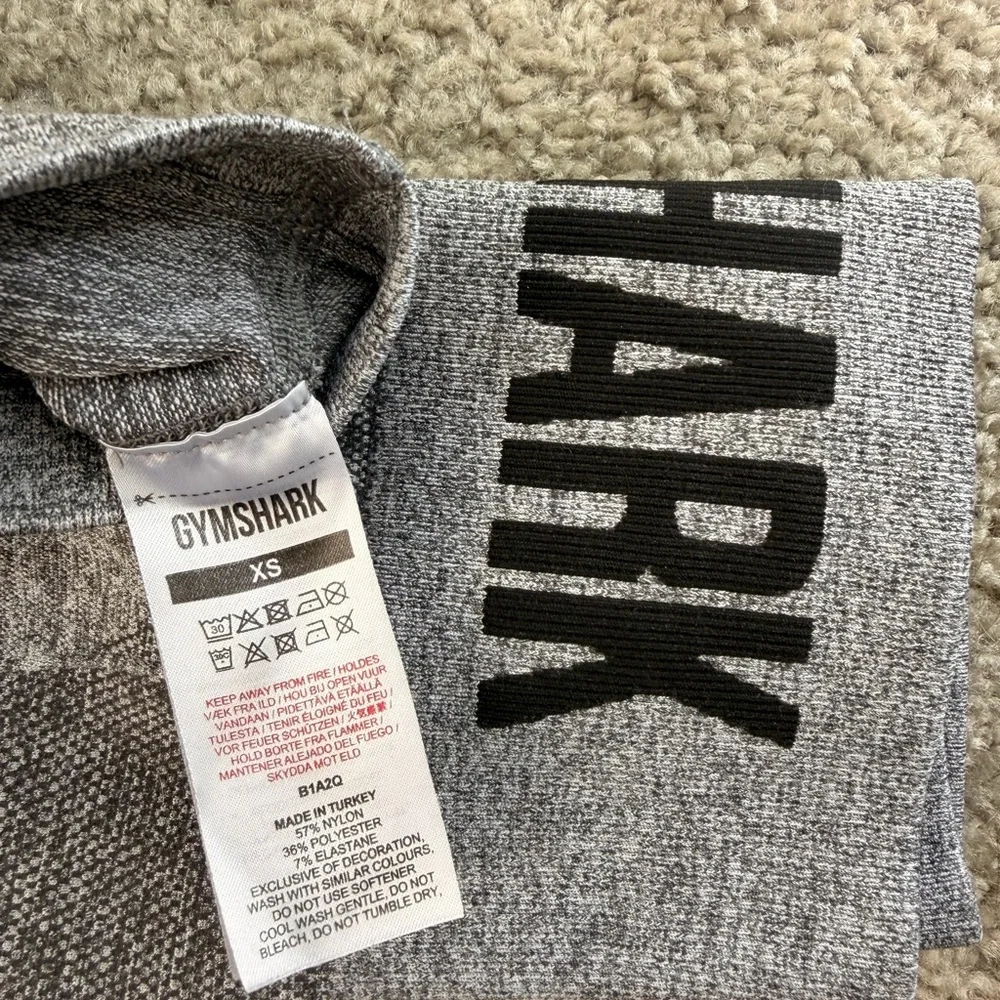 HARK
GYMSHARK
XS
30
30C
KEEP AWAY FROM FIRE / HOLDES
VÆK FRA ILD / HOU BIJ OPEN VUUR
VANDAAN / PIDETTÄVÄ ETÄÄLLÄ
TULESTA / TENIR ÉLOIGNÉ DU FEU /
VOR FEUER SCHÜTZEN / 火気厳禁 /
HOLD BORTE FRA FLAMMER /
MANTENER ALEJADO DEL FUEGO /
SKYDDA MOT ELD
B1A2Q
MADE IN TURKEY
57% NYLON
36% POLYESTER
7% ELASTANE
EXCLUSIVE OF DECORATION,
WASH WITH SIMILAR COLOURS,
DO NOT USE SOFTENER
COOL WASH GENTLE, DO NOT
BLEACH, DO NOT TUMBLE DRY,